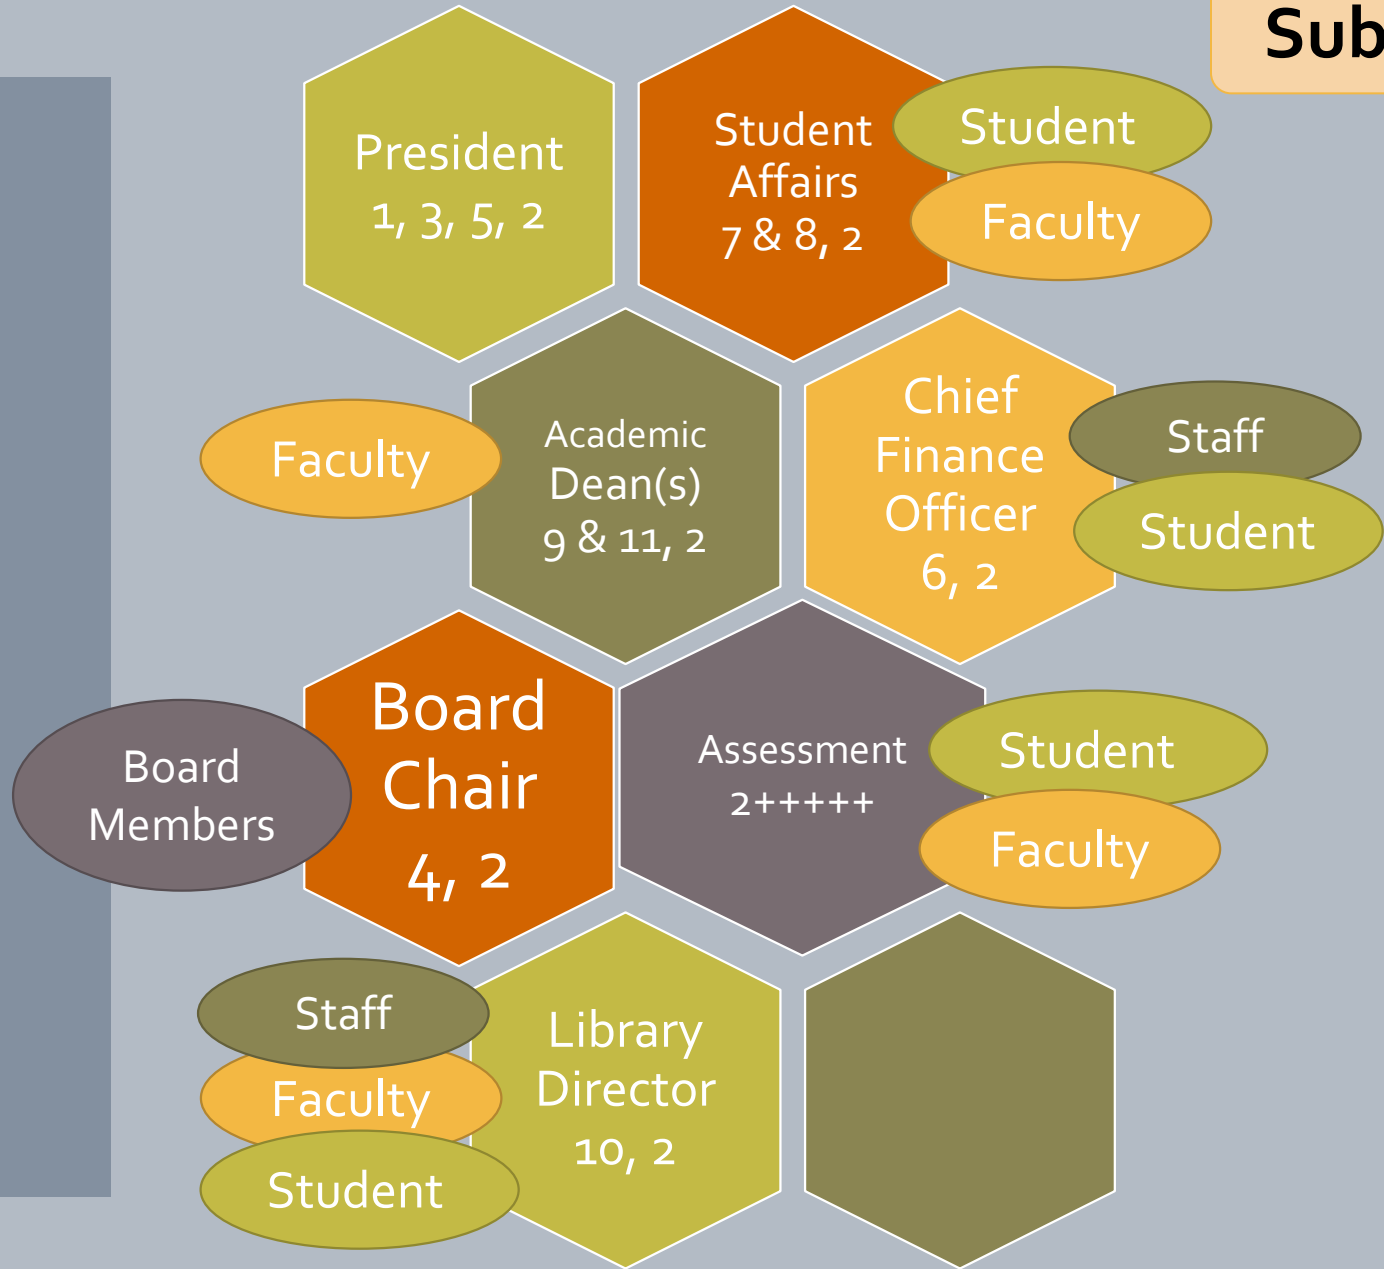 Sub
President
1, 3, 5, 2
Student
Affairs
7 & 8, 2
Student
Faculty
Faculty
Academic
Dean(s)
9 & 11, 2
Chief
Finance
Officer
6, 2
Staff
Student
Board
Members
Board
Chair
4, 2
Assessment
2+++++
Student
Faculty
Staff
Faculty
Student
Library
Director
10, 2